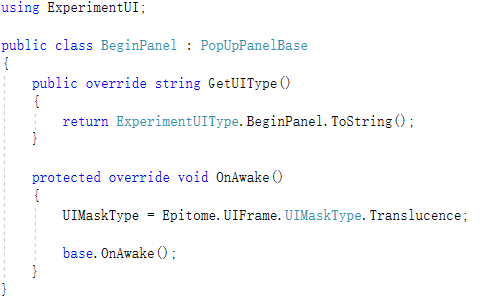 using ExperimentUI;
public class BeginPanel : PopUpPanelBase
{
public override string GetUIType()
{
return ExperimentUIType.BeginPanel.ToString();
}
protected override void OnAwake()
{
UIMaskType = Epitome.UIFrame.UIMaskType.Translucence;
base.OnAwake();
}
}